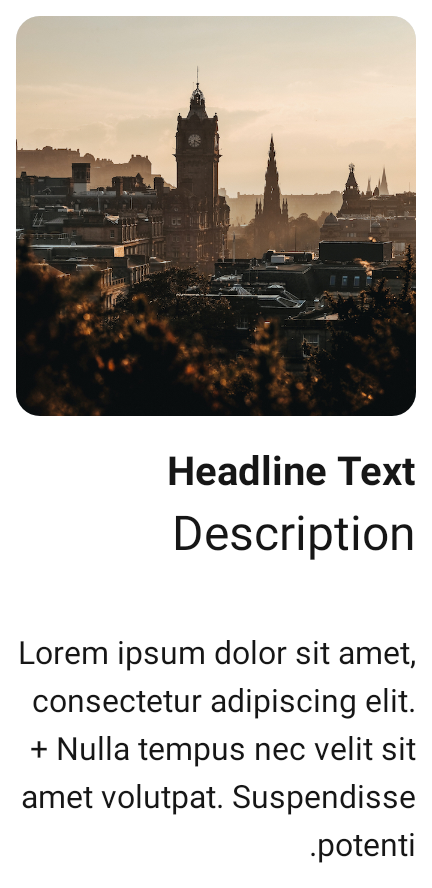 Headline Text
Description
Lorem ipsum dolor sit amet,
consectetur adipiscing elit.
+ Nulla tempus nec velit sit
amet volutpat. Suspendisse
.potenti